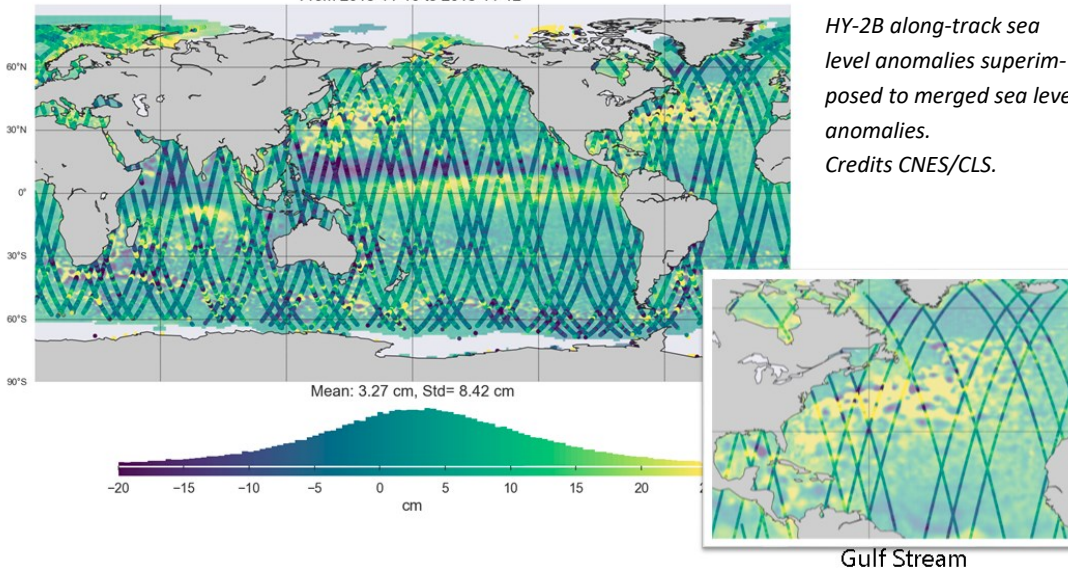 HY-2B along-track sea
level anomalies superim-
posed to merged sea leve
anomalies.
Credits CNES/CLS.
60°N
30°N
0°
30°S
60°S
90°S
Mean: 3.27 cm, Std= 8.42 cm
−20 −15 −10 −5 0 5 10 15 20
cm
Gulf Stream